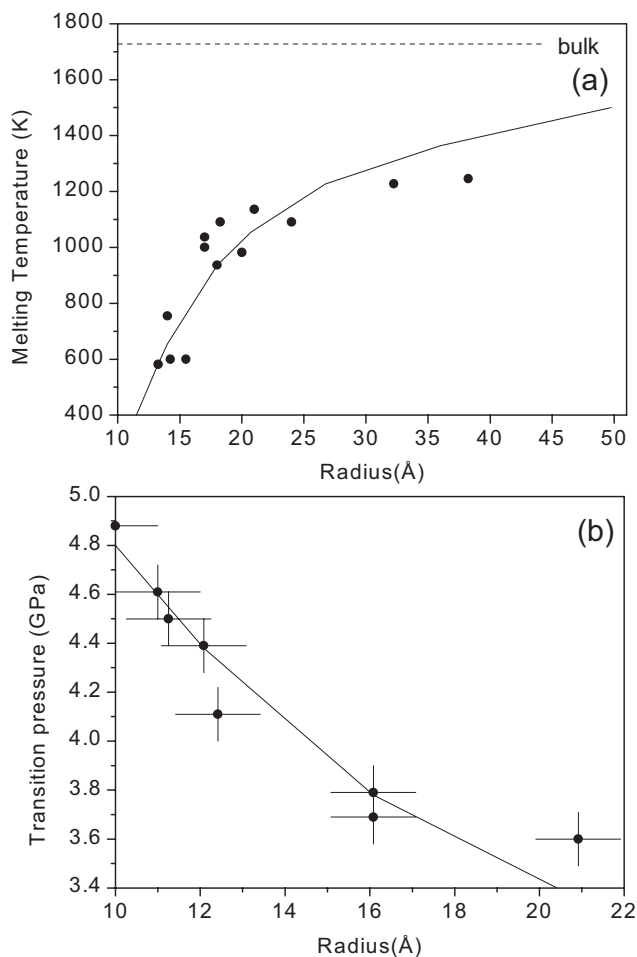 1800
bulk
1600
(a)
1400
1200
1000
800
600
400
Melting Temperature (K)
10 15 20 25 30 35 40 45 50
Radius(Å)
5.0
(b)
4.8
4.6
4.4
4.2
4.0
3.8
3.6
3.4
Transition pressure (GPa)
10 12 14 16 18 20 22
Radius(Å)